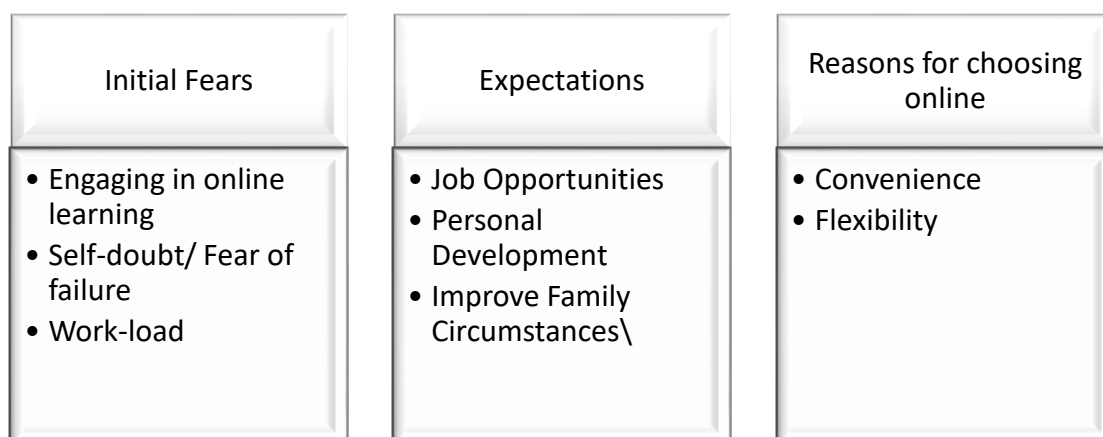 Initial Fears
• Engaging in online
learning
• Self-doubt/ Fear of
failure
• Work-load
Expectations
• Job Opportunities
• Personal
Development
• Improve Family
Circumstances\
Reasons for choosing
online
• Convenience
• Flexibility